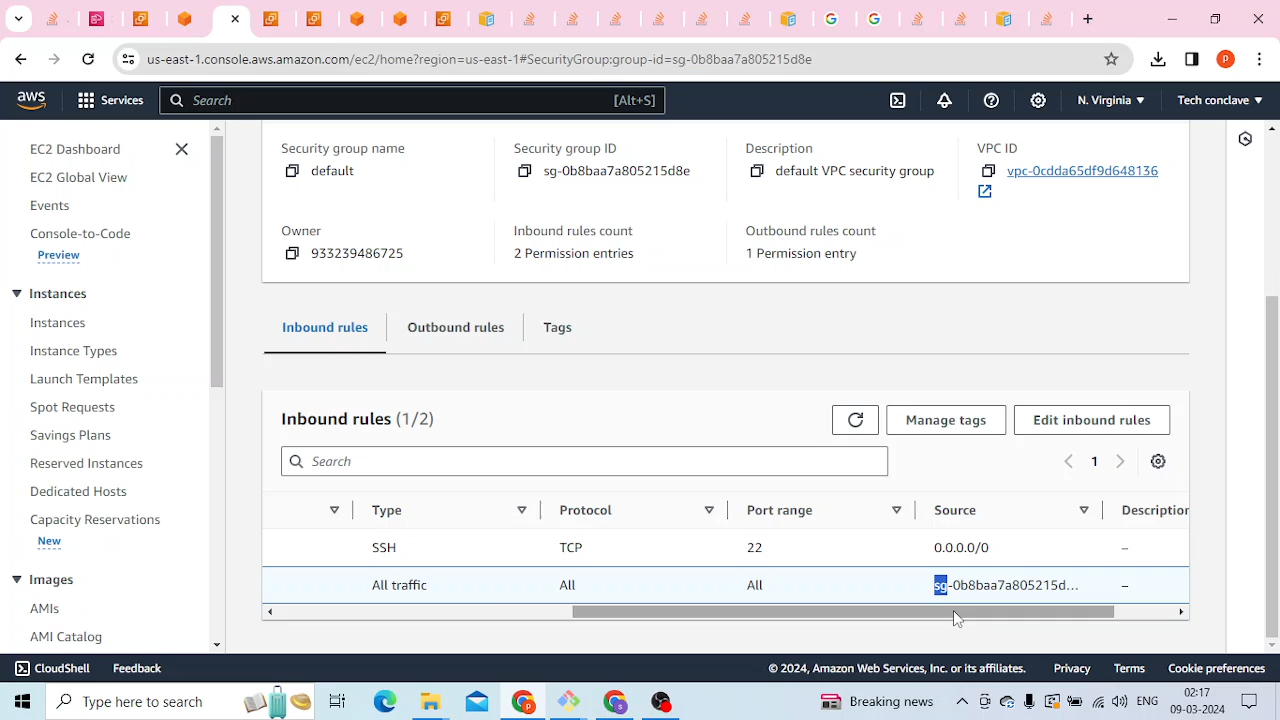 us-east-1.console.aws.amazon.com/ec2/home?region=us-east-1#SecurityGroup:group-id=sg-0b8baa7a805215d8e
aws
Services
Search
[Alt+S]
N. Virginia
Tech conclave
EC2 Dashboard
EC2 Global View
Events
Console-to-Code
Preview
Instances
Instances
Instance Types
Launch Templates
Spot Requests
Savings Plans
Reserved Instances
Dedicated Hosts
Capacity Reservations
New
Images
AMIs
AMI Catalog
Security group name
default
Security group ID
sg-0b8baa7a805215d8e
Description
default VPC security group
VPC ID
vpc-0cdda65df9d648136
Owner
933239486725
Inbound rules count
2 Permission entries
Outbound rules count
1 Permission entry
Inbound rules
Outbound rules
Tags
Inbound rules (1/2)
Manage tags
Edit inbound rules
Search
1
Type Protocol Port range Source Description
SSH TCP 22 0.0.0.0/0 –
All traffic All All sg-0b8baa7a805215d... –
CloudShell
Feedback
© 2024, Amazon Web Services, Inc. or its affiliates.
Privacy
Terms
Cookie preferences
Type here to search
Breaking news
ENG
02:17
09-03-2024